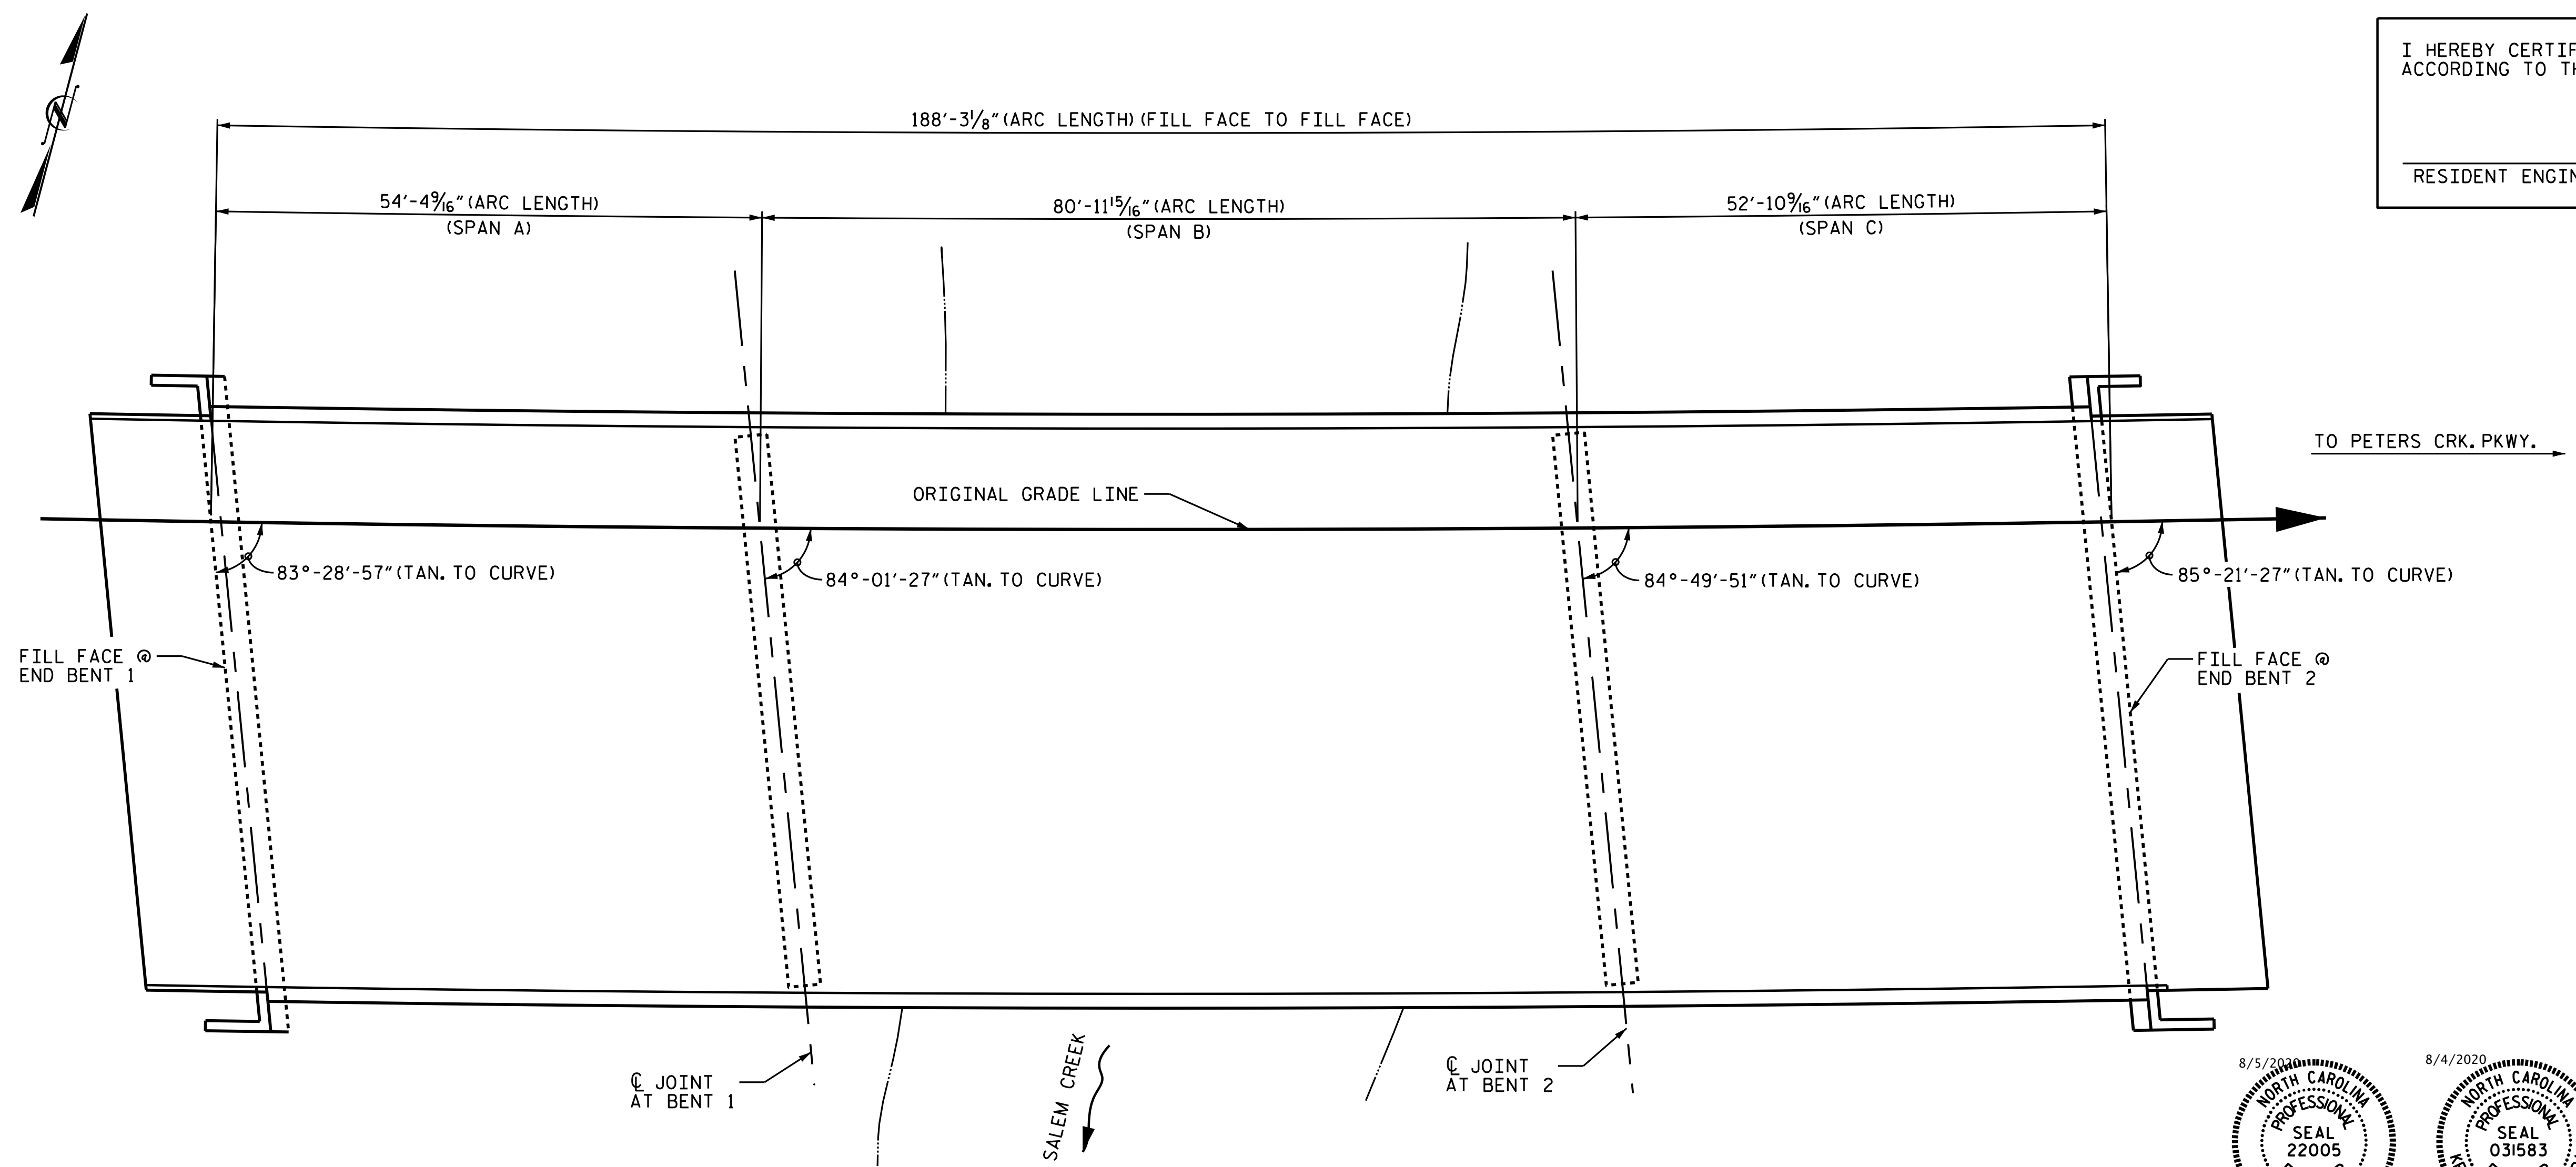 I HEREBY CERTIF
ACCORDING TO TH
RESIDENT ENGIN
N
188'-3⅛" (ARC LENGTH) (FILL FACE TO FILL FACE)
54'-4 9/16" (ARC LENGTH)
(SPAN A)
80'-11 15/16" (ARC LENGTH)
(SPAN B)
52'-10 9/16" (ARC LENGTH)
(SPAN C)
TO PETERS CRK. PKWY.
ORIGINAL GRADE LINE
83°-28'-57" (TAN. TO CURVE)
84°-01'-27" (TAN. TO CURVE)
84°-49'-51" (TAN. TO CURVE)
85°-21'-27" (TAN. TO CURVE)
FILL FACE @
END BENT 1
FILL FACE @
END BENT 2
℄ JOINT
AT BENT 1
SALEM CREEK
℄ JOINT
AT BENT 2
8/5/2020
NORTH CAROLINA
PROFESSIONAL
SEAL
22005
8/4/2020
NORTH CAROLINA
PROFESSIONAL
SEAL
031583